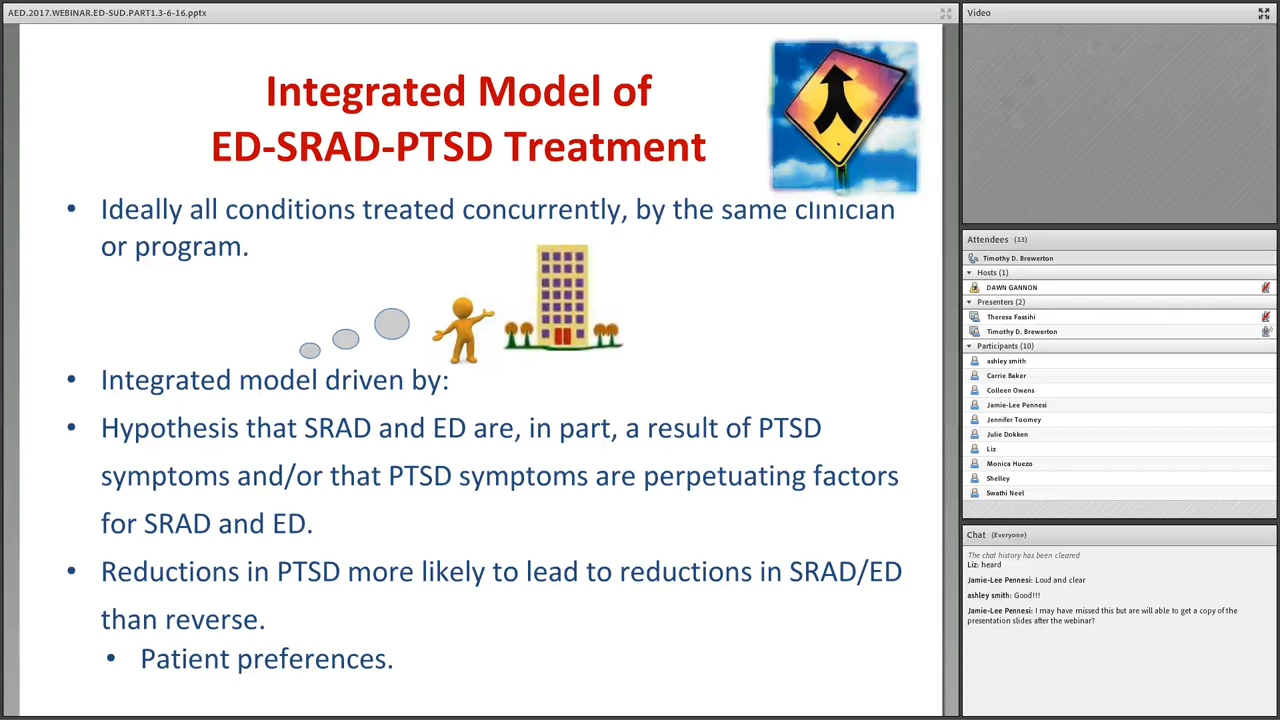 AED.2017.WEBINAR.ED-SUD.PART1.3-6-16.pptx
Integrated Model of
ED-SRAD-PTSD Treatment
• Ideally all conditions treated concurrently, by the same clinician
or program.
• Integrated model driven by:
• Hypothesis that SRAD and ED are, in part, a result of PTSD
symptoms and/or that PTSD symptoms are perpetuating factors
for SRAD and ED.
• Reductions in PTSD more likely to lead to reductions in SRAD/ED
than reverse.
• Patient preferences.
Video
Attendees (13)
Timothy D. Brewerton
Hosts (1)
DAWN GANNON
Presenters (2)
Theresa Fassihi
Timothy D. Brewerton
Participants (10)
ashley smith
Carrie Baker
Colleen Owens
Jamie-Lee Pennesi
Jennifer Toomey
Julie Dokken
Liz
Monica Huezo
Shelley
Swathi Neel
Chat (Everyone)
The chat history has been cleared
Liz: heard
Jamie-Lee Pennesi: Loud and clear
ashley smith: Good!!!
Jamie-Lee Pennesi: I may have missed this but are will able to get a copy of the
presentation slides after the webinar?